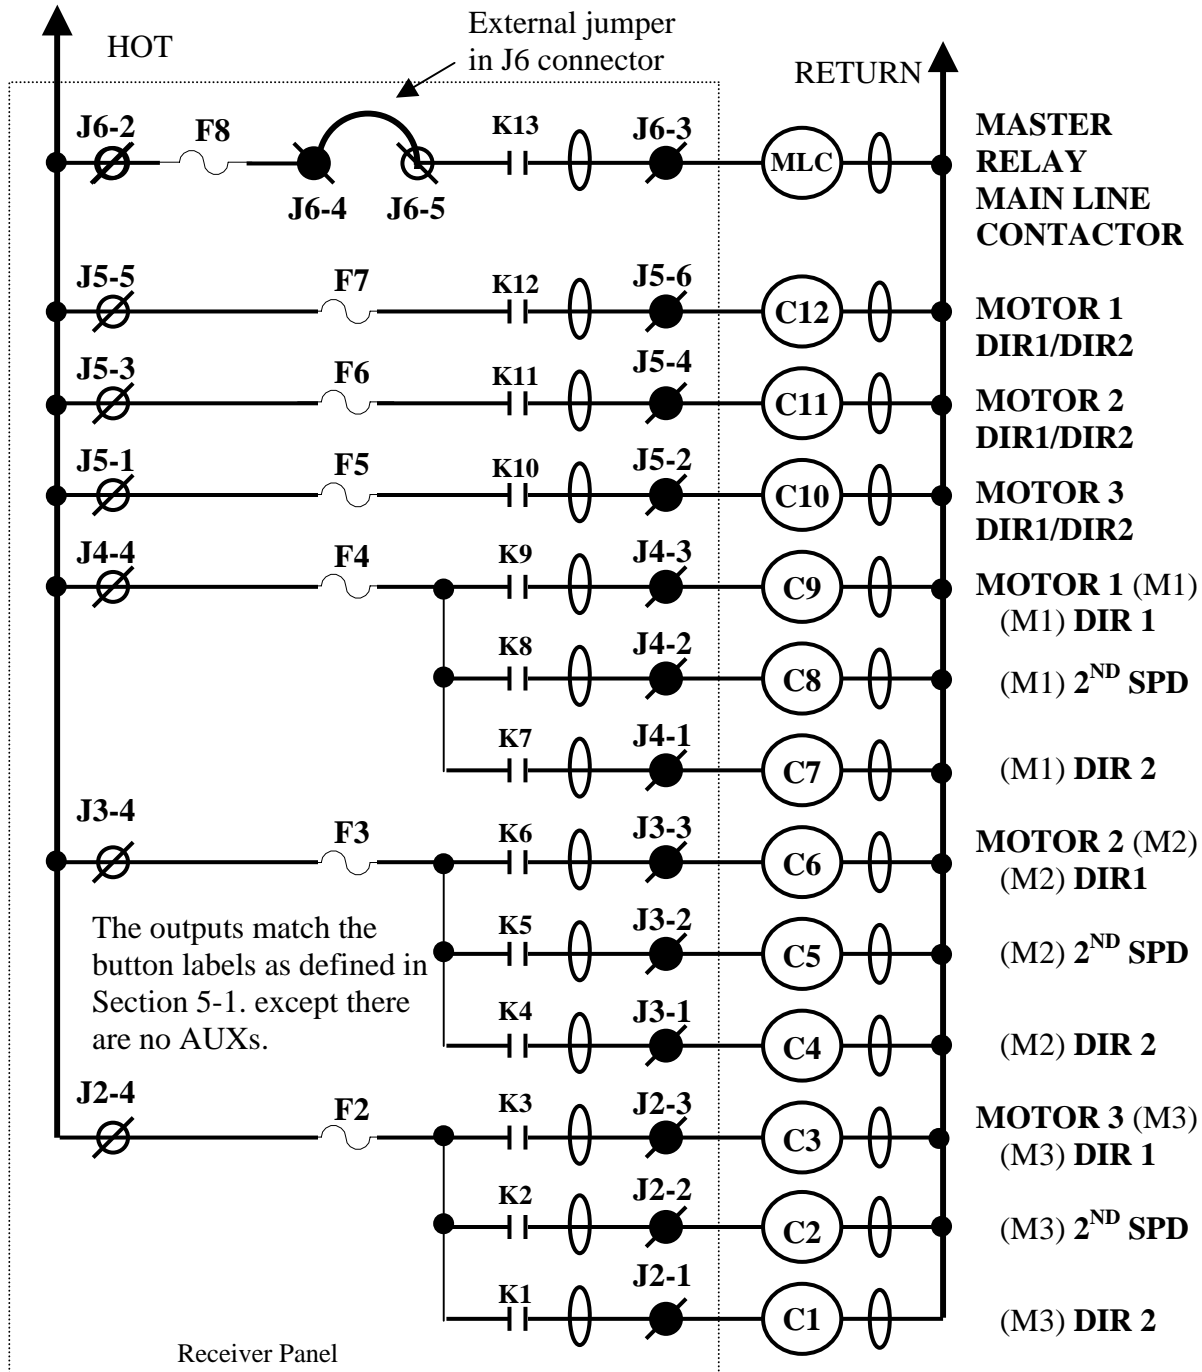 External jumper
in J6 connector
HOT
RETURN
J6-2
F8
J6-4
J6-5
K13
J6-3
MLC
MASTER
RELAY
MAIN LINE
CONTACTOR
J5-5
F7
K12
J5-6
C12
MOTOR 1
DIR1/DIR2
J5-3
F6
K11
J5-4
C11
MOTOR 2
DIR1/DIR2
J5-1
F5
K10
J5-2
C10
MOTOR 3
DIR1/DIR2
J4-4
F4
K9
J4-3
C9
MOTOR 1 (M1)
(M1) DIR 1
K8
J4-2
C8
(M1) 2ND SPD
K7
J4-1
C7
(M1) DIR 2
J3-4
F3
K6
J3-3
C6
MOTOR 2 (M2)
(M2) DIR1
The outputs match the
button labels as defined in
Section 5-1. except there
are no AUXs.
K5
J3-2
C5
(M2) 2ND SPD
K4
J3-1
C4
(M2) DIR 2
J2-4
F2
K3
J2-3
C3
MOTOR 3 (M3)
(M3) DIR 1
K2
J2-2
C2
(M3) 2ND SPD
K1
J2-1
C1
(M3) DIR 2
Receiver Panel